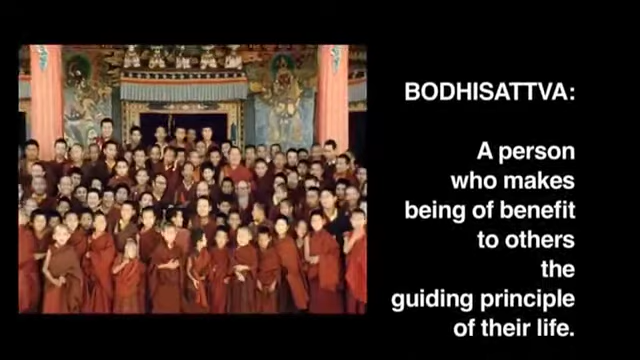 BODHISATTVA:
A person
who makes
being of benefit
to others
the
guiding principle
of their life.